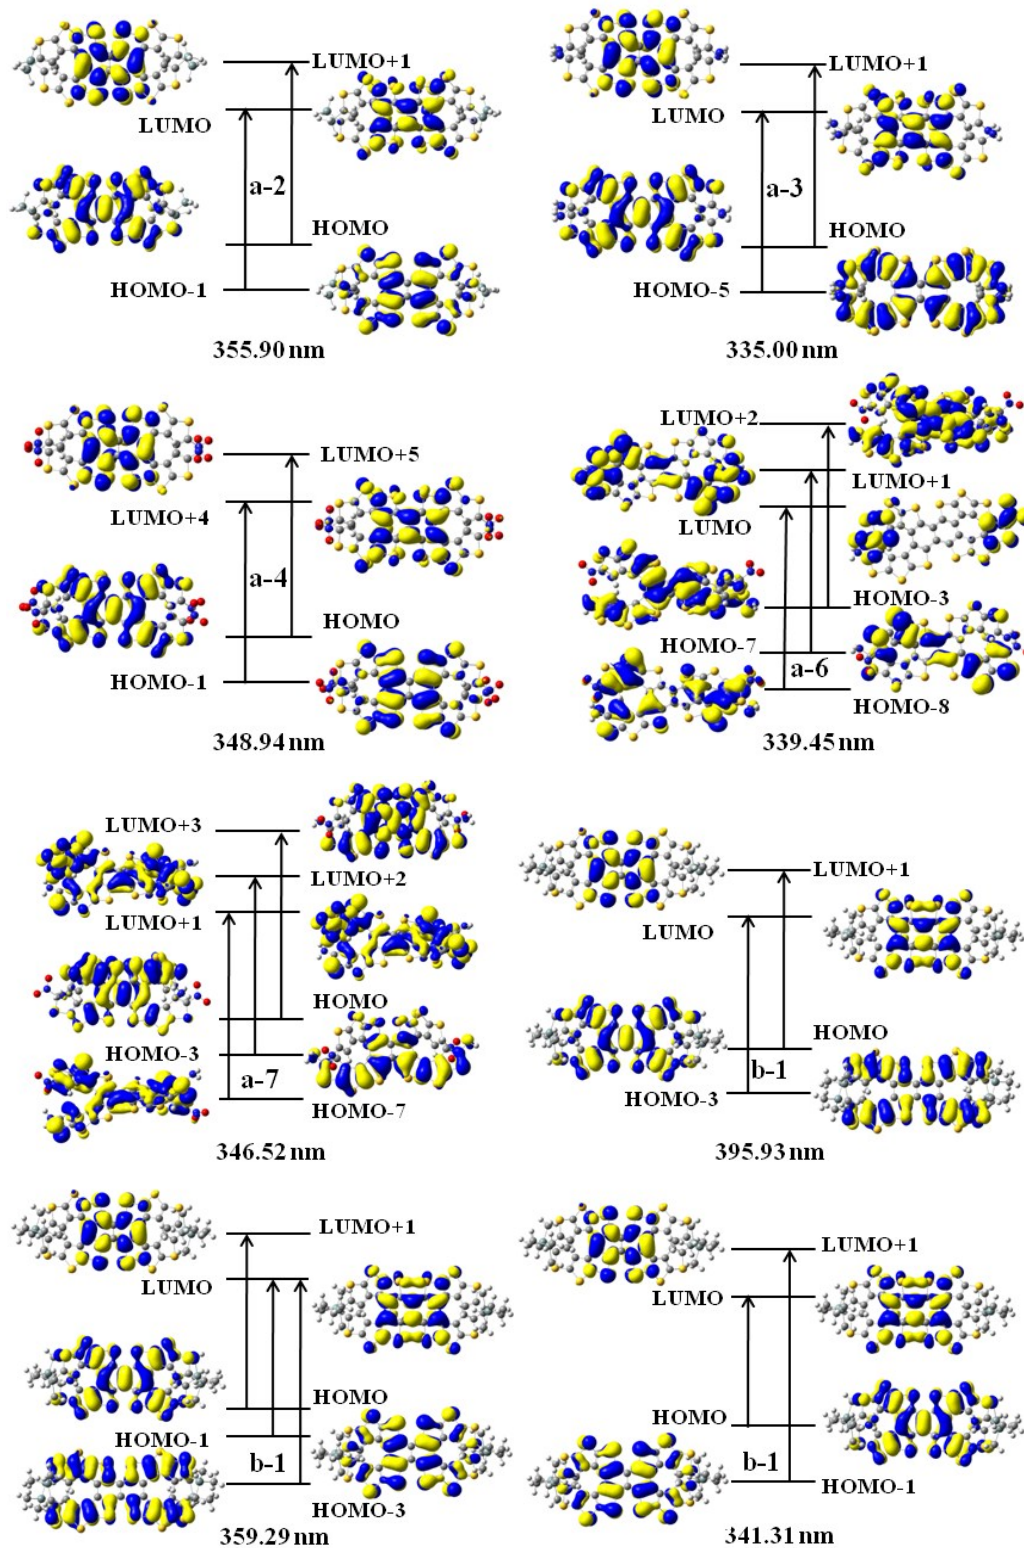 LUMO+1
LUMO
a-2
HOMO
HOMO-1
355.90 nm
LUMO+1
LUMO
a-3
HOMO
HOMO-5
335.00 nm
LUMO+5
LUMO+4
a-4
HOMO
HOMO-1
348.94 nm
LUMO+2
LUMO+1
LUMO
HOMO-3
HOMO-7
a-6
HOMO-8
339.45 nm
LUMO+3
LUMO+2
LUMO+1
HOMO
HOMO-3
a-7
HOMO-7
346.52 nm
LUMO+1
LUMO
HOMO
b-1
HOMO-3
395.93 nm
LUMO+1
LUMO
HOMO
HOMO-1
b-1
HOMO-3
359.29 nm
LUMO+1
LUMO
HOMO
b-1
HOMO-1
341.31 nm